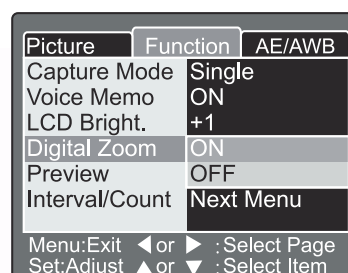 Picture Function AE/AWB
Capture Mode Single
Voice Memo ON
LCD Bright. +1
Digital Zoom ON
Preview OFF
Interval/Count Next Menu
Menu:Exit ◀ or ▶ :Select Page
Set:Adjust ▲ or ▼ :Select Item